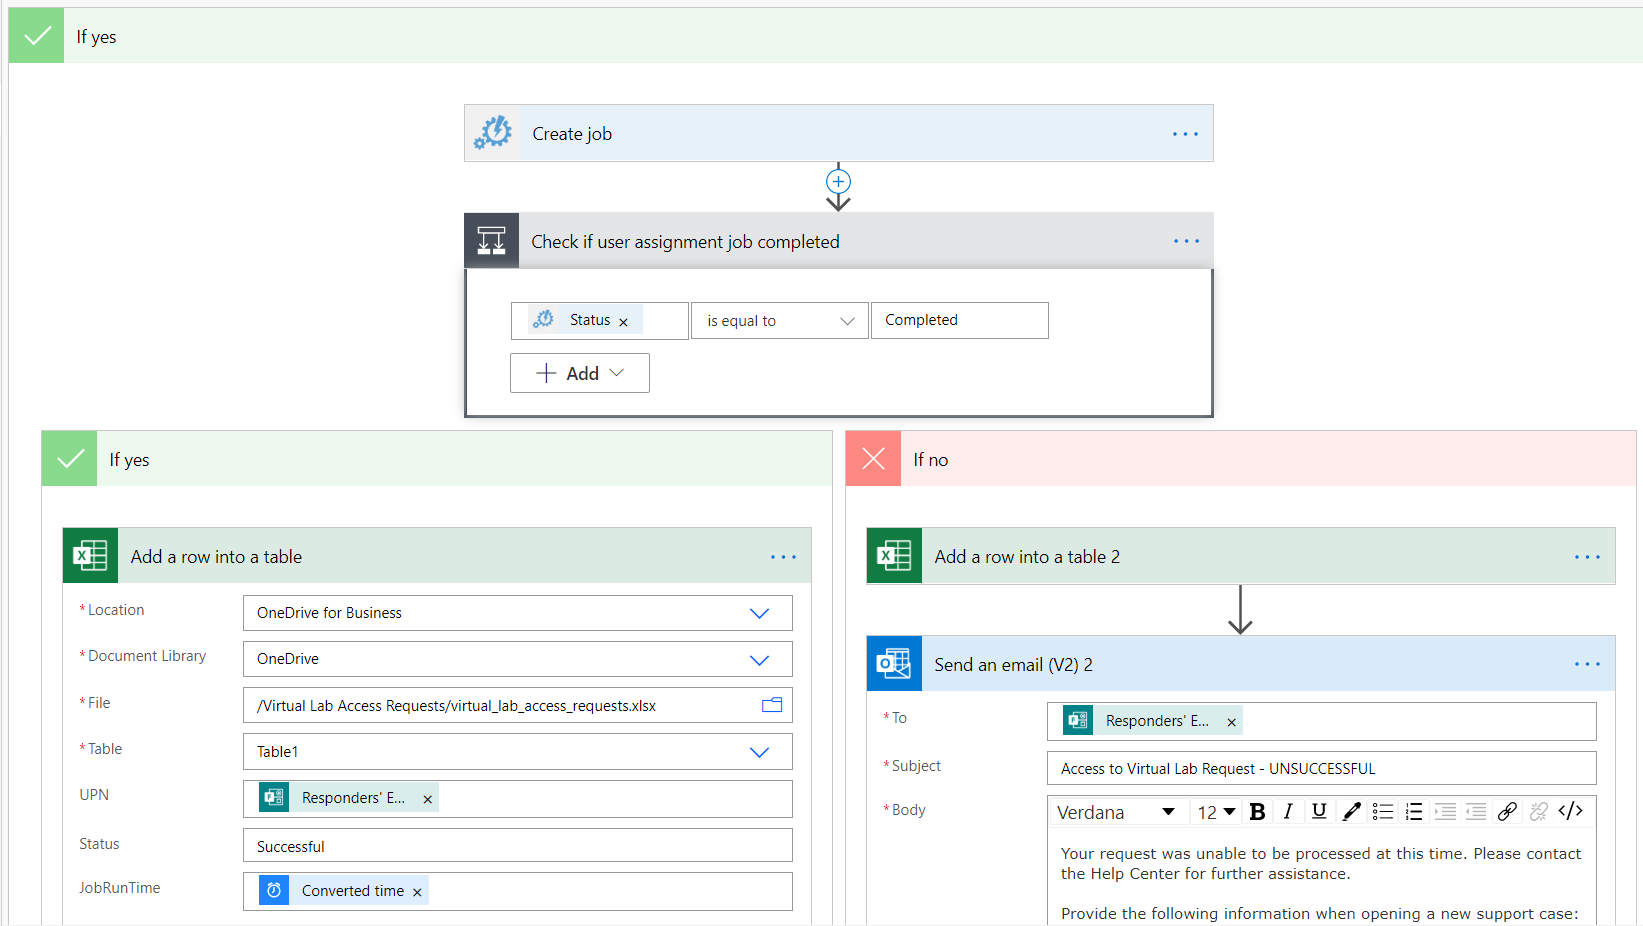 If yes
Create job
Check if user assignment job completed
Status × is equal to Completed
+ Add
If yes
Add a row into a table
* Location OneDrive for Business
* Document Library OneDrive
* File /Virtual Lab Access Requests/virtual_lab_access_requests.xlsx
* Table Table1
UPN Responders' E... ×
Status Successful
JobRunTime Converted time ×
If no
Add a row into a table 2
Send an email (V2) 2
* To Responders' E... ×
* Subject Access to Virtual Lab Request - UNSUCCESSFUL
* Body Verdana 12 B I U </>
Your request was unable to be processed at this time. Please contact
the Help Center for further assistance.
Provide the following information when opening a new support case: